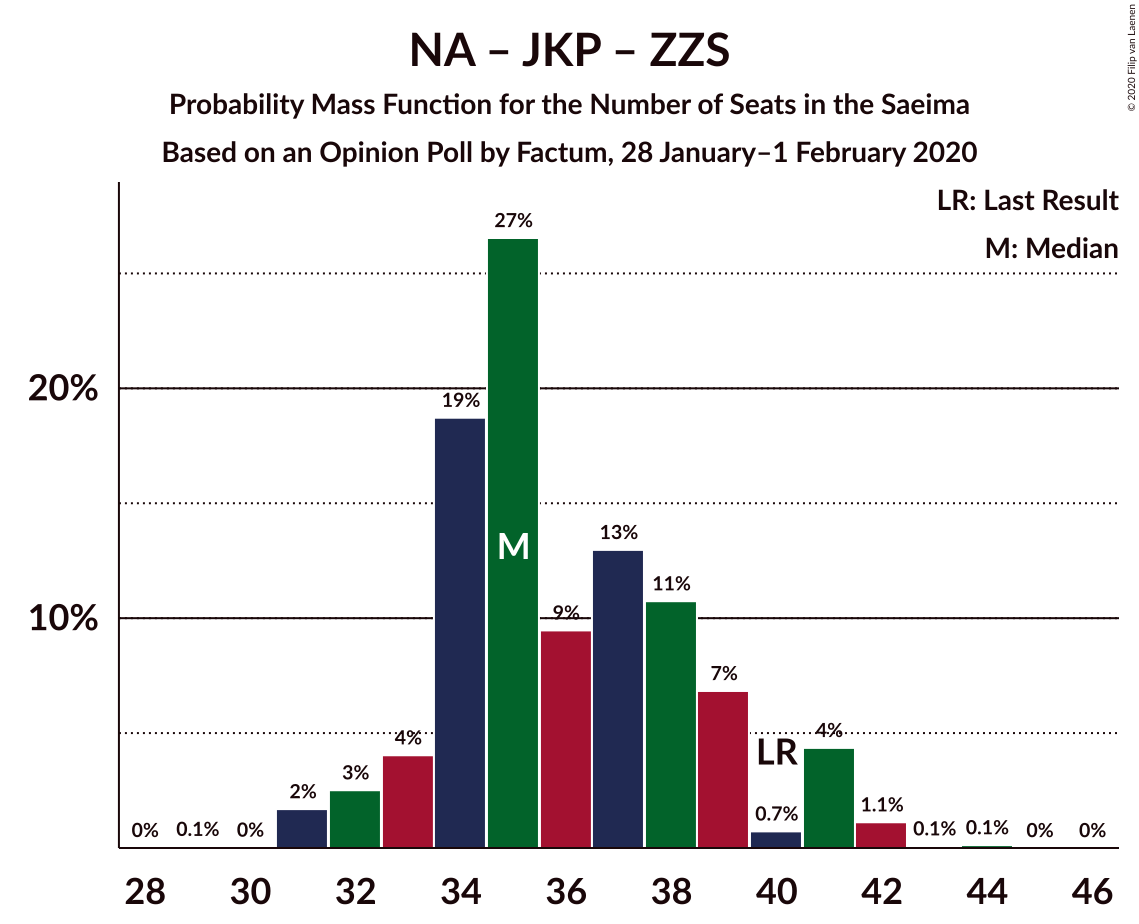 NA – JKP – ZZS
Probability Mass Function for the Number of Seats in the Saeima
Based on an Opinion Poll by Factum, 28 January–1 February 2020
© 2020 Filip van Laenen
LR: Last Result
M: Median
20%
10%
0%
0.1%
0%
2%
3%
4%
19%
27%
9%
13%
11%
7%
0.7%
4%
1.1%
0.1%
0.1%
0%
0%
M
LR
28 30 32 34 36 38 40 42 44 46